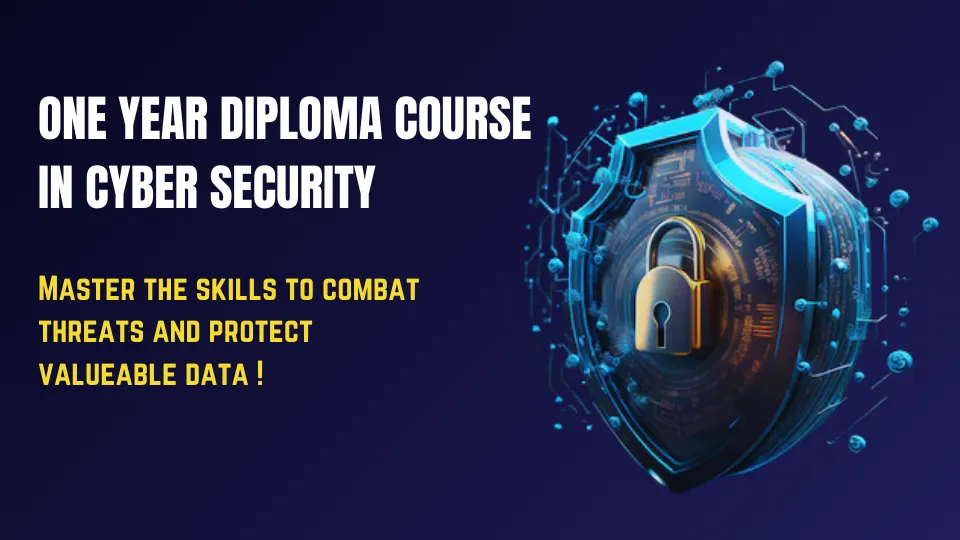 ONE YEAR DIPLOMA COURSE
IN CYBER SECURITY
MASTER THE SKILLS TO COMBAT
THREATS AND PROTECT
VALUEABLE DATA !